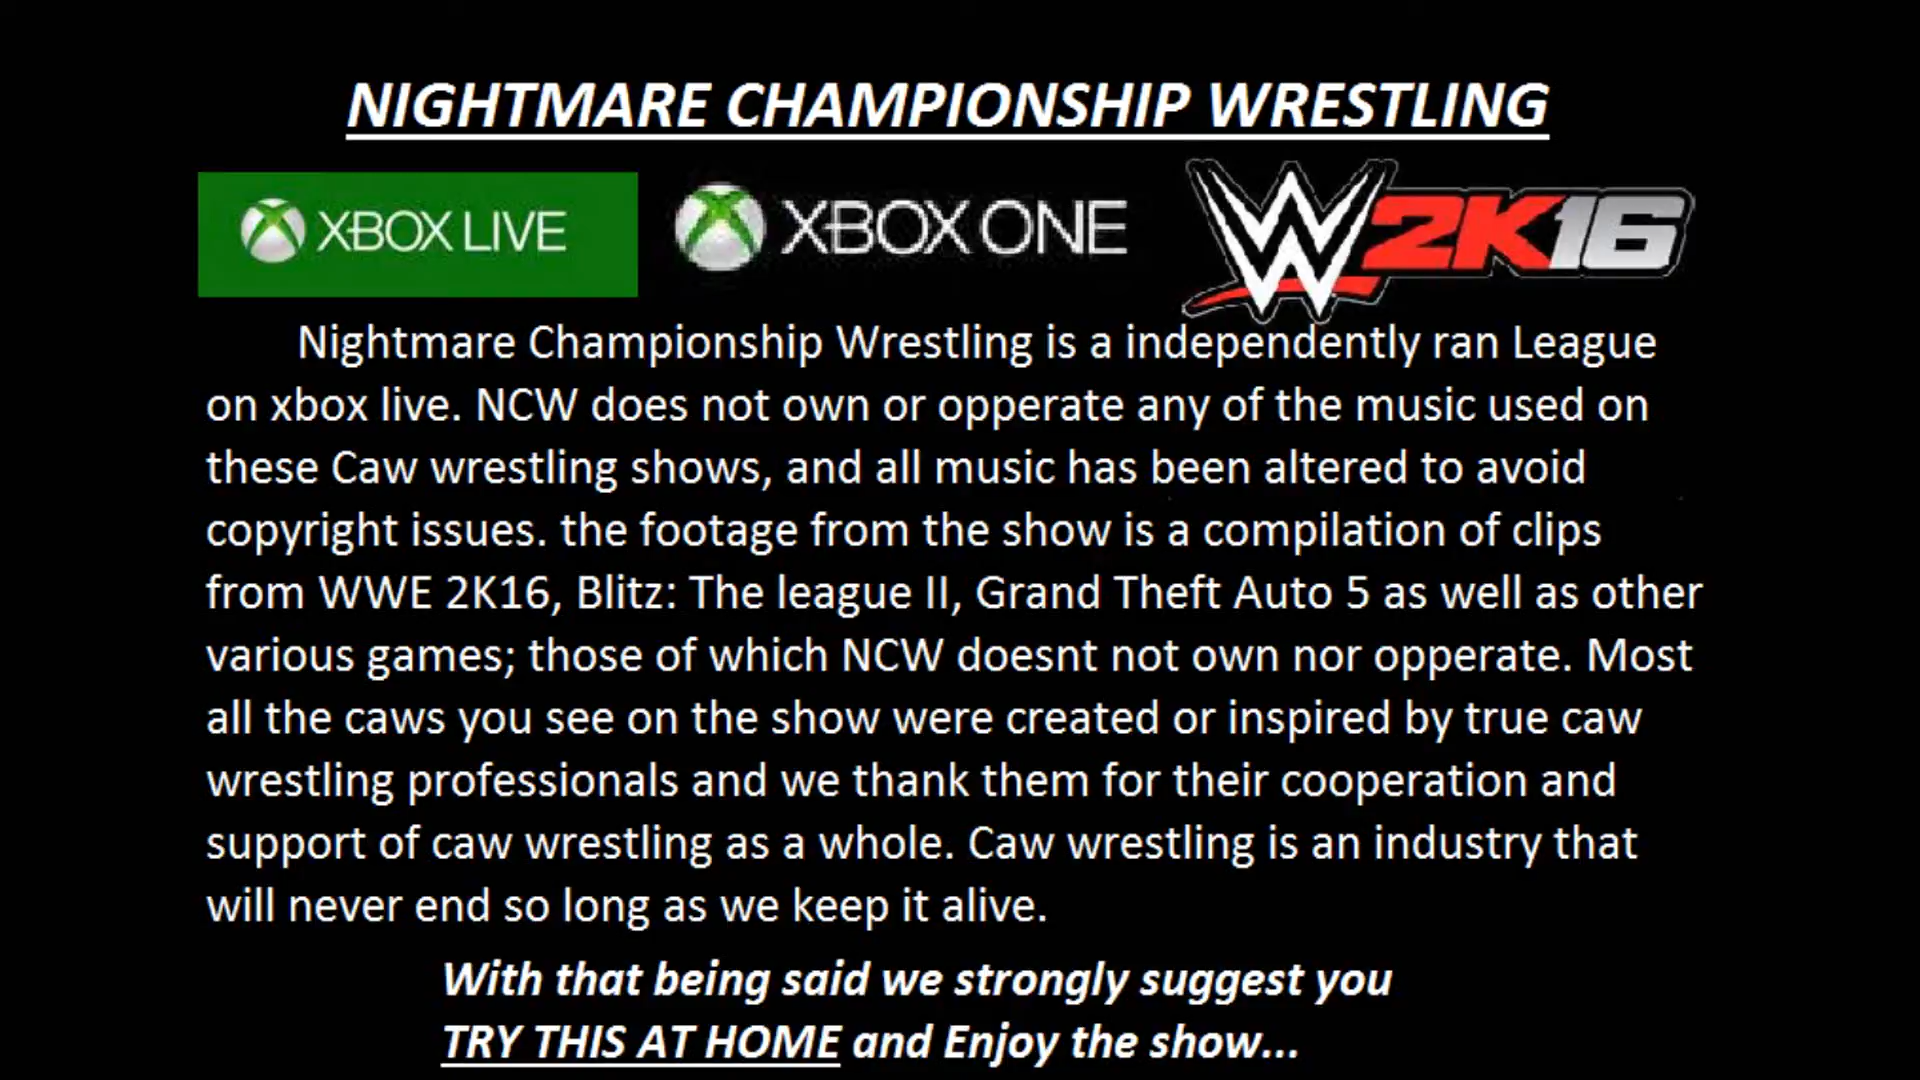 NIGHTMARE CHAMPIONSHIP WRESTLING
XBOX LIVE XBOX ONE W 2K16
Nightmare Championship Wrestling is a independently ran League
on xbox live. NCW does not own or opperate any of the music used on
these Caw wrestling shows, and all music has been altered to avoid
copyright issues. the footage from the show is a compilation of clips
from WWE 2K16, Blitz: The league II, Grand Theft Auto 5 as well as other
various games; those of which NCW doesnt not own nor opperate. Most
all the caws you see on the show were created or inspired by true caw
wrestling professionals and we thank them for their cooperation and
support of caw wrestling as a whole. Caw wrestling is an industry that
will never end so long as we keep it alive.
With that being said we strongly suggest you
TRY THIS AT HOME and Enjoy the show...